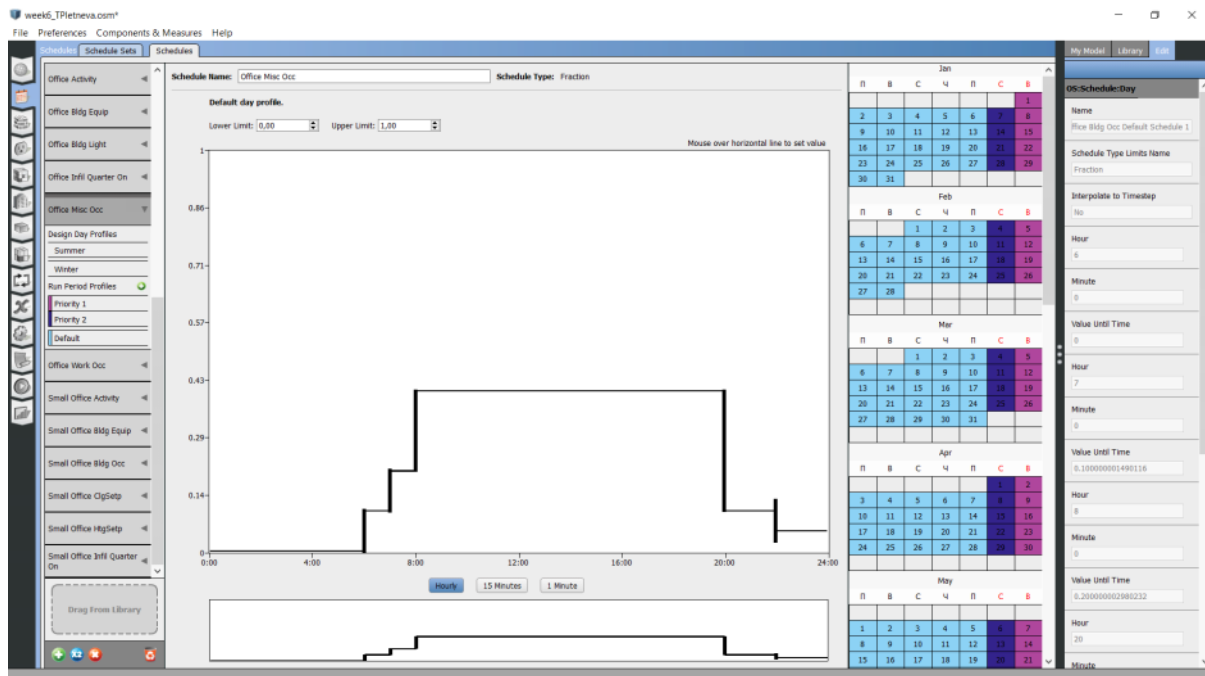 week6_TPletneva.osm*
File Preferences Components & Measures Help
Schedules Schedule Sets Schedules
My Model Library Edit
Office Activity
Office Bldg Equip
Office Bldg Light
Office Infil Quarter On
Office Misc Occ
Design Day Profiles
Summer
Winter
Run Period Profiles
Priority 1
Priority 2
Default
Office Work Occ
Small Office Activity
Small Office Bldg Equip
Small Office Bldg Occ
Small Office ClgSetp
Small Office HtgSetp
Small Office Infil Quarter
On
Drag From Library
x2
Schedule Name: Office Misc Occ Schedule Type: Fraction
Default day profile.
Lower Limit: 0,00 Upper Limit: 1,00
Mouse over horizontal line to set value
1
0.86
0.71
0.57
0.43
0.29
0.14
0
0:00 4:00 8:00 12:00 16:00 20:00 24:00
Hourly 15 Minutes 1 Minute
Jan
П В С Ч П С В
1
2 3 4 5 6 7 8
9 10 11 12 13 14 15
16 17 18 19 20 21 22
23 24 25 26 27 28 29
30 31
Feb
П В С Ч П С В
1 2 3 4 5
6 7 8 9 10 11 12
13 14 15 16 17 18 19
20 21 22 23 24 25 26
27 28
Mar
П В С Ч П С В
1 2 3 4 5
6 7 8 9 10 11 12
13 14 15 16 17 18 19
20 21 22 23 24 25 26
27 28 29 30 31
Apr
П В С Ч П С В
1 2
3 4 5 6 7 8 9
10 11 12 13 14 15 16
17 18 19 20 21 22 23
24 25 26 27 28 29 30
May
П В С Ч П С В
1 2 3 4 5 6 7
8 9 10 11 12 13 14
15 16 17 18 19 20 21
OS:Schedule:Day
Name
ffice Bldg Occ Default Schedule 1
Schedule Type Limits Name
Fraction
Interpolate to Timestep
No
Hour
6
Minute
0
Value Until Time
0
Hour
7
Minute
0
Value Until Time
0.100000001490116
Hour
8
Minute
0
Value Until Time
0.200000002980232
Hour
20
Minute